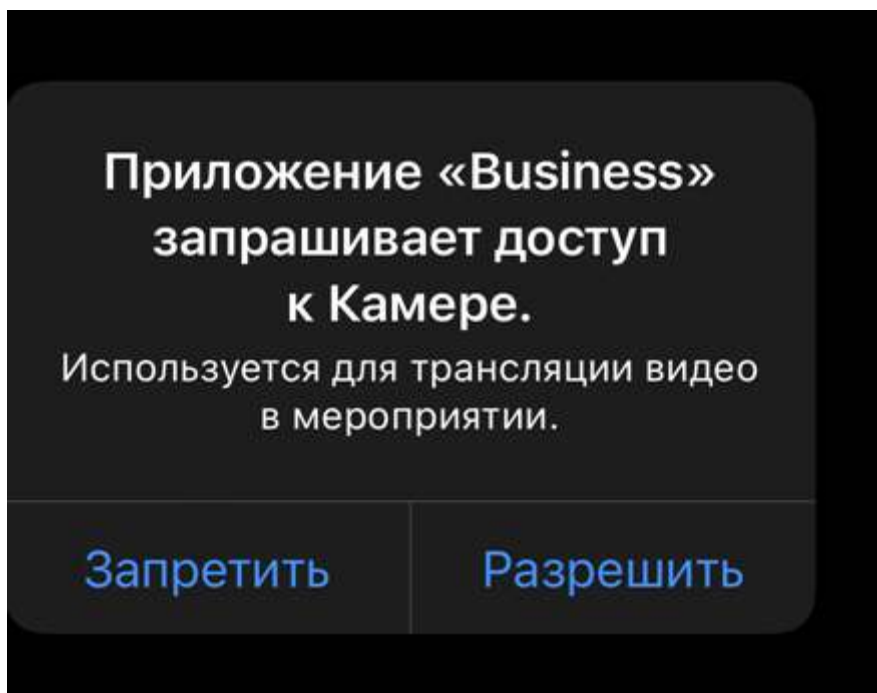 Приложение «Business»
запрашивает доступ
к Камере.
Используется для трансляции видео
в мероприятии.
Запретить
Разрешить